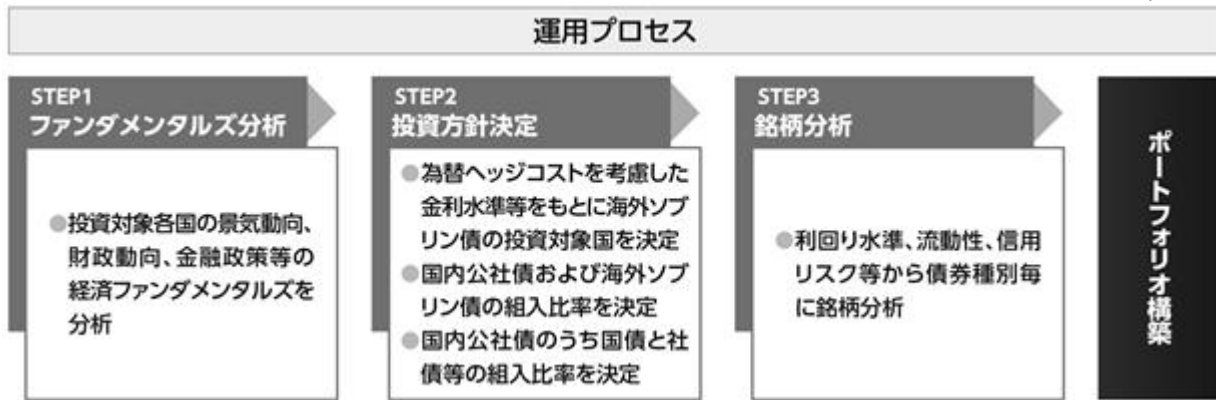 運用プロセス
STEP1
ファンダメンタルズ分析
●投資対象各国の景気動向、
財政動向、金融政策等の
経済ファンダメンタルズを
分析
STEP2
投資方針決定
●為替ヘッジコストを考慮した
金利水準等をもとに海外ソブ
リン債の投資対象国を決定
●国内公社債および海外ソブ
リン債の組入比率を決定
●国内公社債のうち国債と社
債等の組入比率を決定
STEP3
銘柄分析
●利回り水準、流動性、信用
リスク等から債券種別毎
に銘柄分析
ポートフォリオ構築